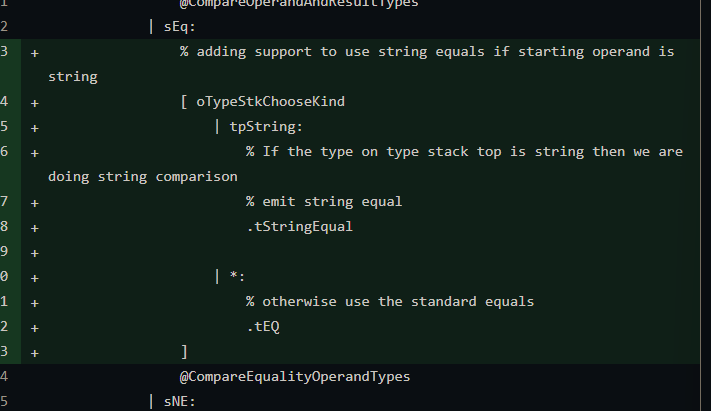 1 @CompareOperandAndResultTypes
2 | sEq:
3 + % adding support to use string equals if starting operand is
string
4 + [ oTypeStkChooseKind
5 + | tpString:
6 + % If the type on type stack top is string then we are
doing string comparison
7 + % emit string equal
8 + .tStringEqual
9 +
0 + | *:
1 + % otherwise use the standard equals
2 + .tEQ
3 + ]
4 @CompareEqualityOperandTypes
5 | sNE: